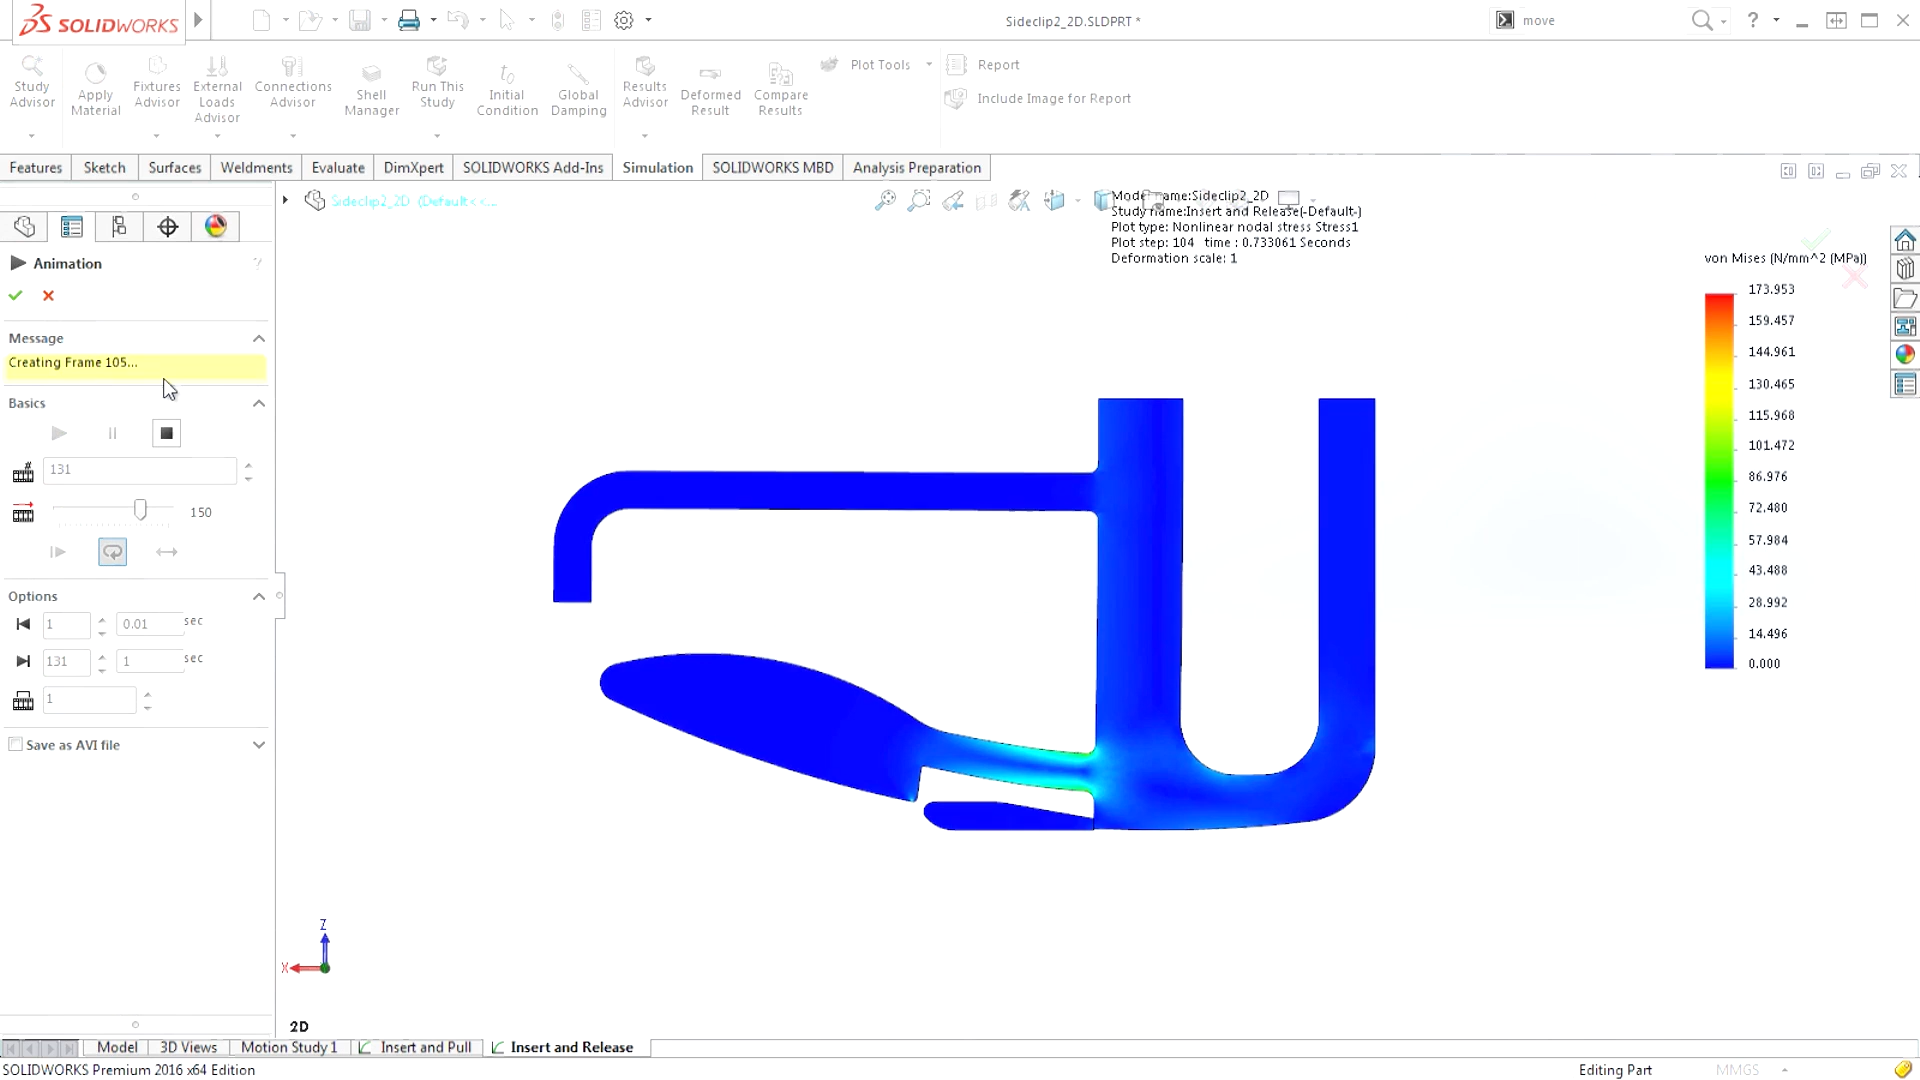 SOLIDWORKS
Sideclip2_2D.SLDPRT *
move
?
Study Advisor
Apply Material
Fixtures Advisor
External Loads Advisor
Connections Advisor
Shell Manager
Run This Study
Initial Condition
Global Damping
Results Advisor
Deformed Result
Compare Results
Plot Tools
Report
Include Image for Report
Features
Sketch
Surfaces
Weldments
Evaluate
DimXpert
SOLIDWORKS Add-Ins
Simulation
SOLIDWORKS MBD
Analysis Preparation
Sideclip2_2D (Default<<...
Study name:Insert and Release(-Default-)
Plot type: Nonlinear nodal stress Stress1
Plot step: 104 time : 0.733061 Seconds
Deformation scale: 1
von Mises (N/mm^2 (MPa))
173.953
159.457
144.961
130.465
115.968
101.472
86.976
72.480
57.984
43.488
28.992
14.496
0.000
Animation
?
Message
Creating Frame 105...
Basics
131
150
Options
1 0.01 sec
131 1 sec
1
Save as AVI file
Z
X
2D
Model
3D Views
Motion Study 1
Insert and Pull
Insert and Release
SOLIDWORKS Premium 2016 x64 Edition
Editing Part
MMGS